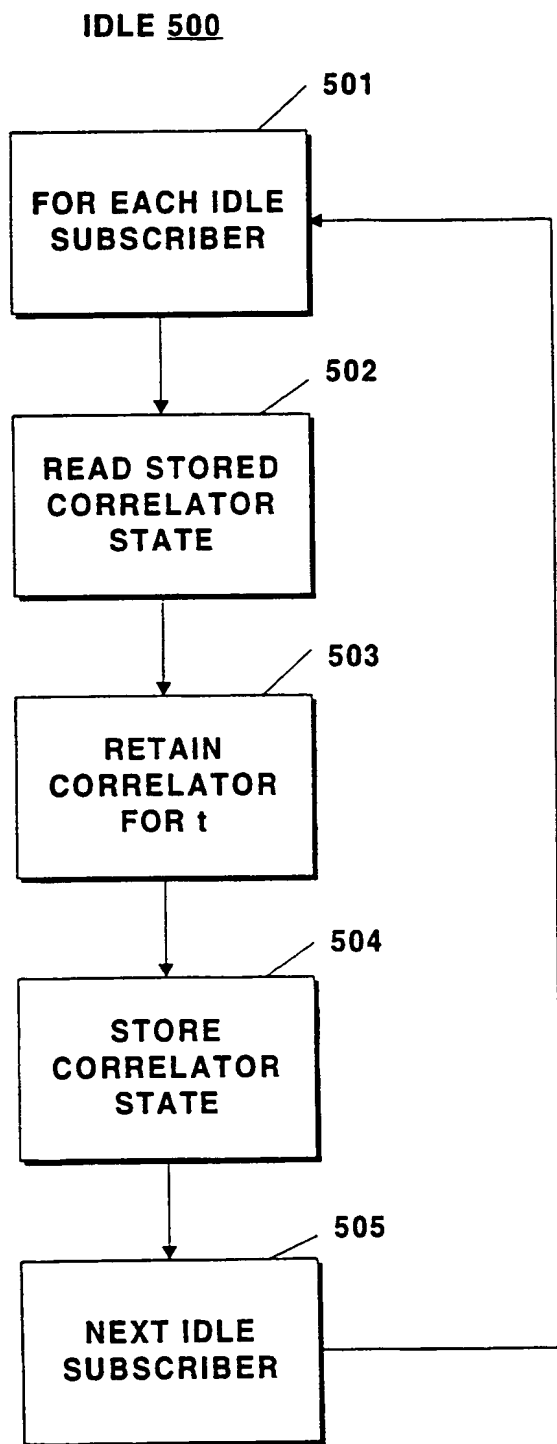 IDLE 500
501
FOR EACH IDLE
SUBSCRIBER
502
READ STORED
CORRELATOR
STATE
503
RETAIN
CORRELATOR
FOR t
504
STORE
CORRELATOR
STATE
505
NEXT IDLE
SUBSCRIBER